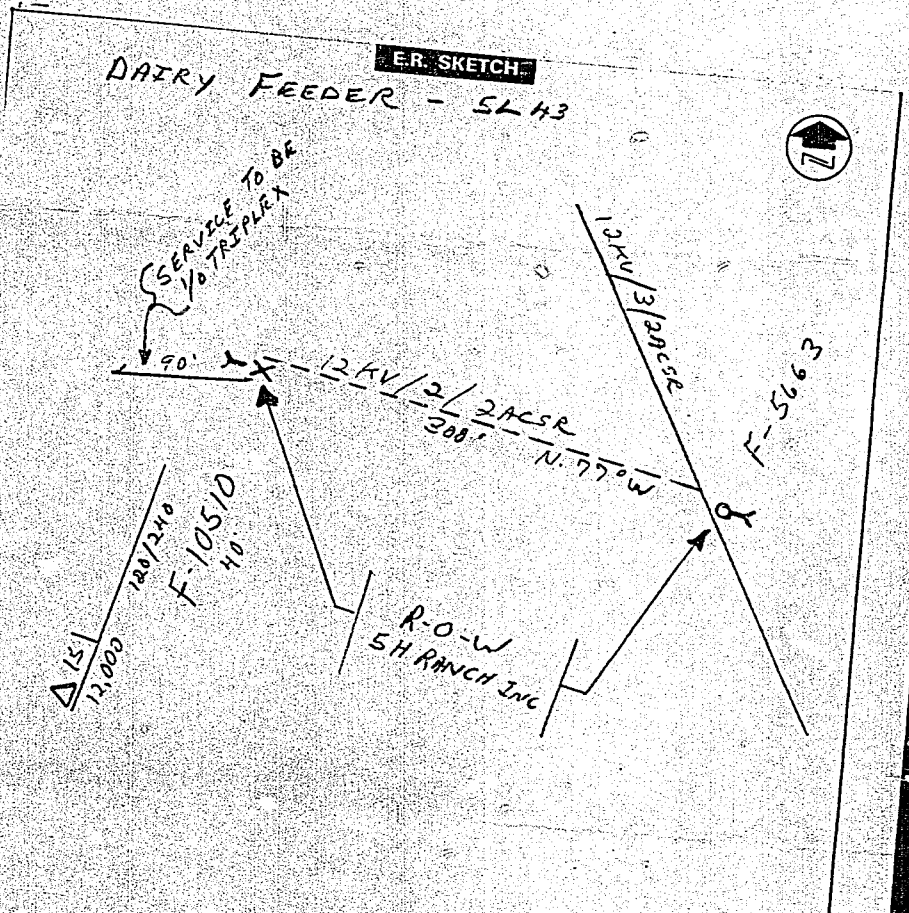 E.R. SKETCH
DAIRY FEEDER - SL 43
N
SERVICE TO BE
1/0 TRIPLEX
90'
12KV/3/2ACSR
12KV/2/2ACSR
300'
N. 77° W
F-5663
120/240
F-10510
40'
15
12,000
R-O-W
5H RANCH INC